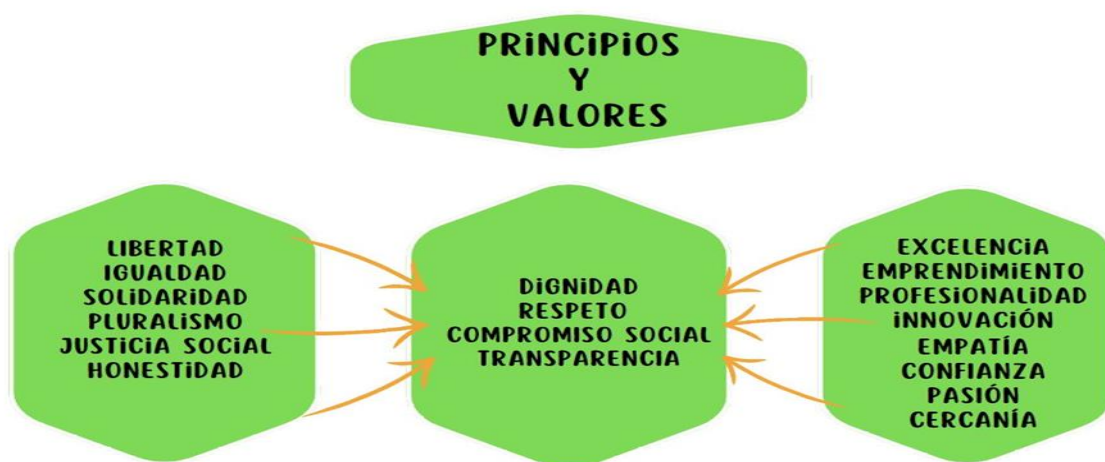 PRINCIPIOS
Y
VALORES
LIBERTAD
IGUALDAD
SOLIDARIDAD
PLURALISMO
JUSTICIA SOCIAL
HONESTIDAD
DIGNIDAD
RESPETO
COMPROMISO SOCIAL
TRANSPARENCIA
EXCELENCIA
EMPRENDIMIENTO
PROFESIONALIDAD
INNOVACIÓN
EMPATÍA
CONFIANZA
PASIÓN
CERCANÍA